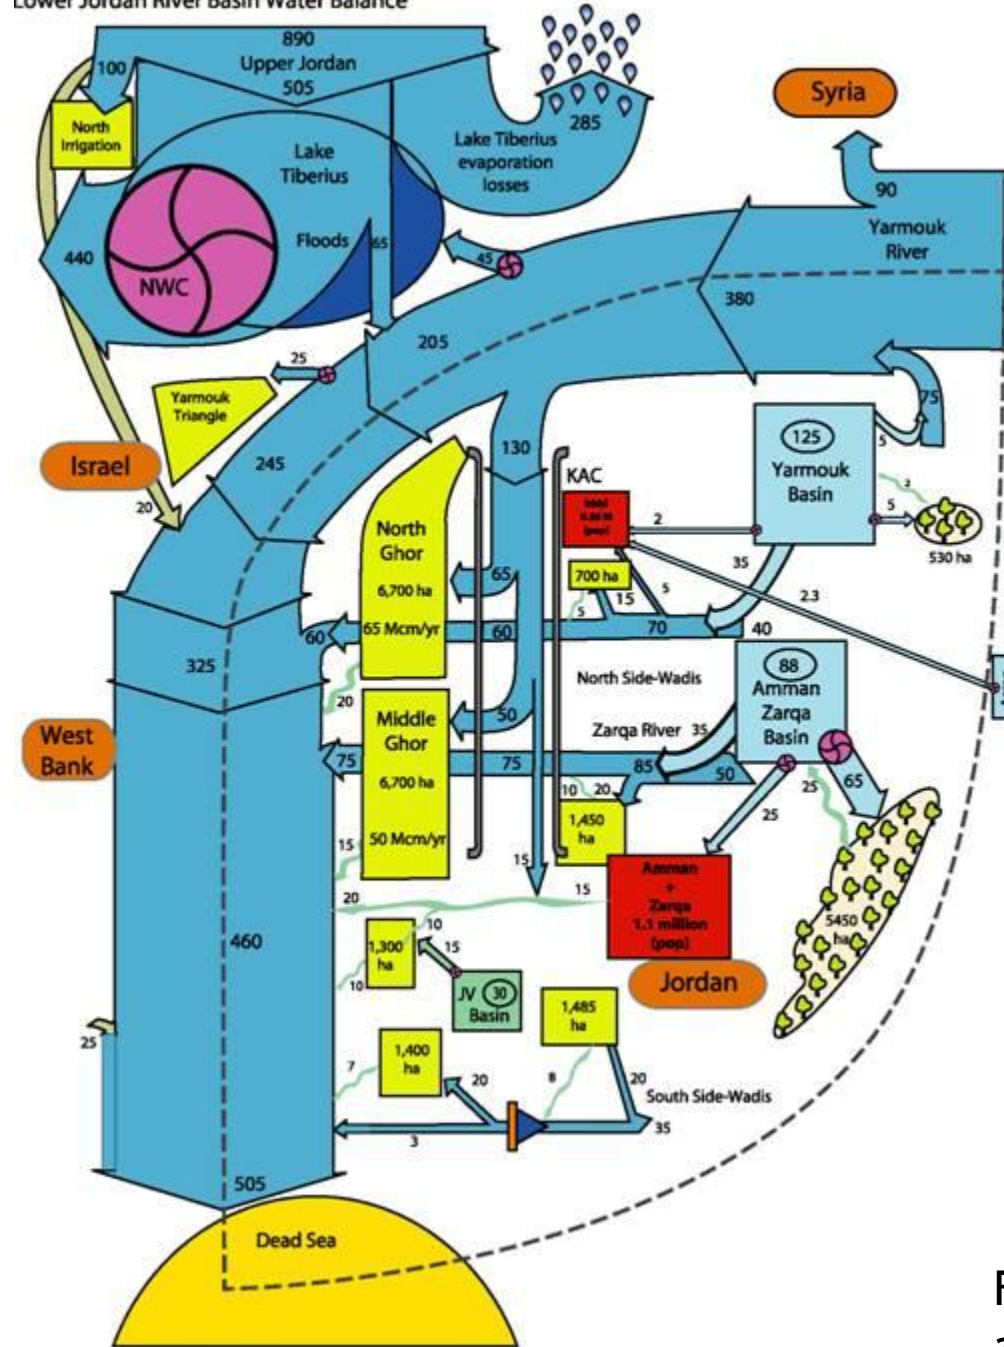 Lower Jordan River Basin Water Balance
890
Upper Jordan
505
100
North
Irrigation
Lake
Tiberius
Lake Tiberius
evaporation
losses
285
Syria
90
Yarmouk
River
Floods
65
440
NWC
45
380
205
25
Yarmouk
Triangle
Israel
20
245
130
KAC
125
Yarmouk
Basin
75
5
2
5
530 ha
North
Ghor
6,700 ha
65 Mcm/yr
65
2
700 ha
35
15
5
5
2.3
60
60
70
40
325
20
North Side-Wadis
88
Amman
Zarqa
Basin
West
Bank
Middle
Ghor
6,700 ha
50 Mcm/yr
50
Zarqa River
35
75
75
85
50
10
20
25
65
25
1,450
ha
15
15
20
15
Amman
+
Zarqa
1.1 million
(pop)
5450
ha
Jordan
460
10
1,300
ha
15
10
JV
30
Basin
1,485
ha
25
1,400
ha
7
20
8
20
South Side-Wadis
35
3
505
Dead Sea